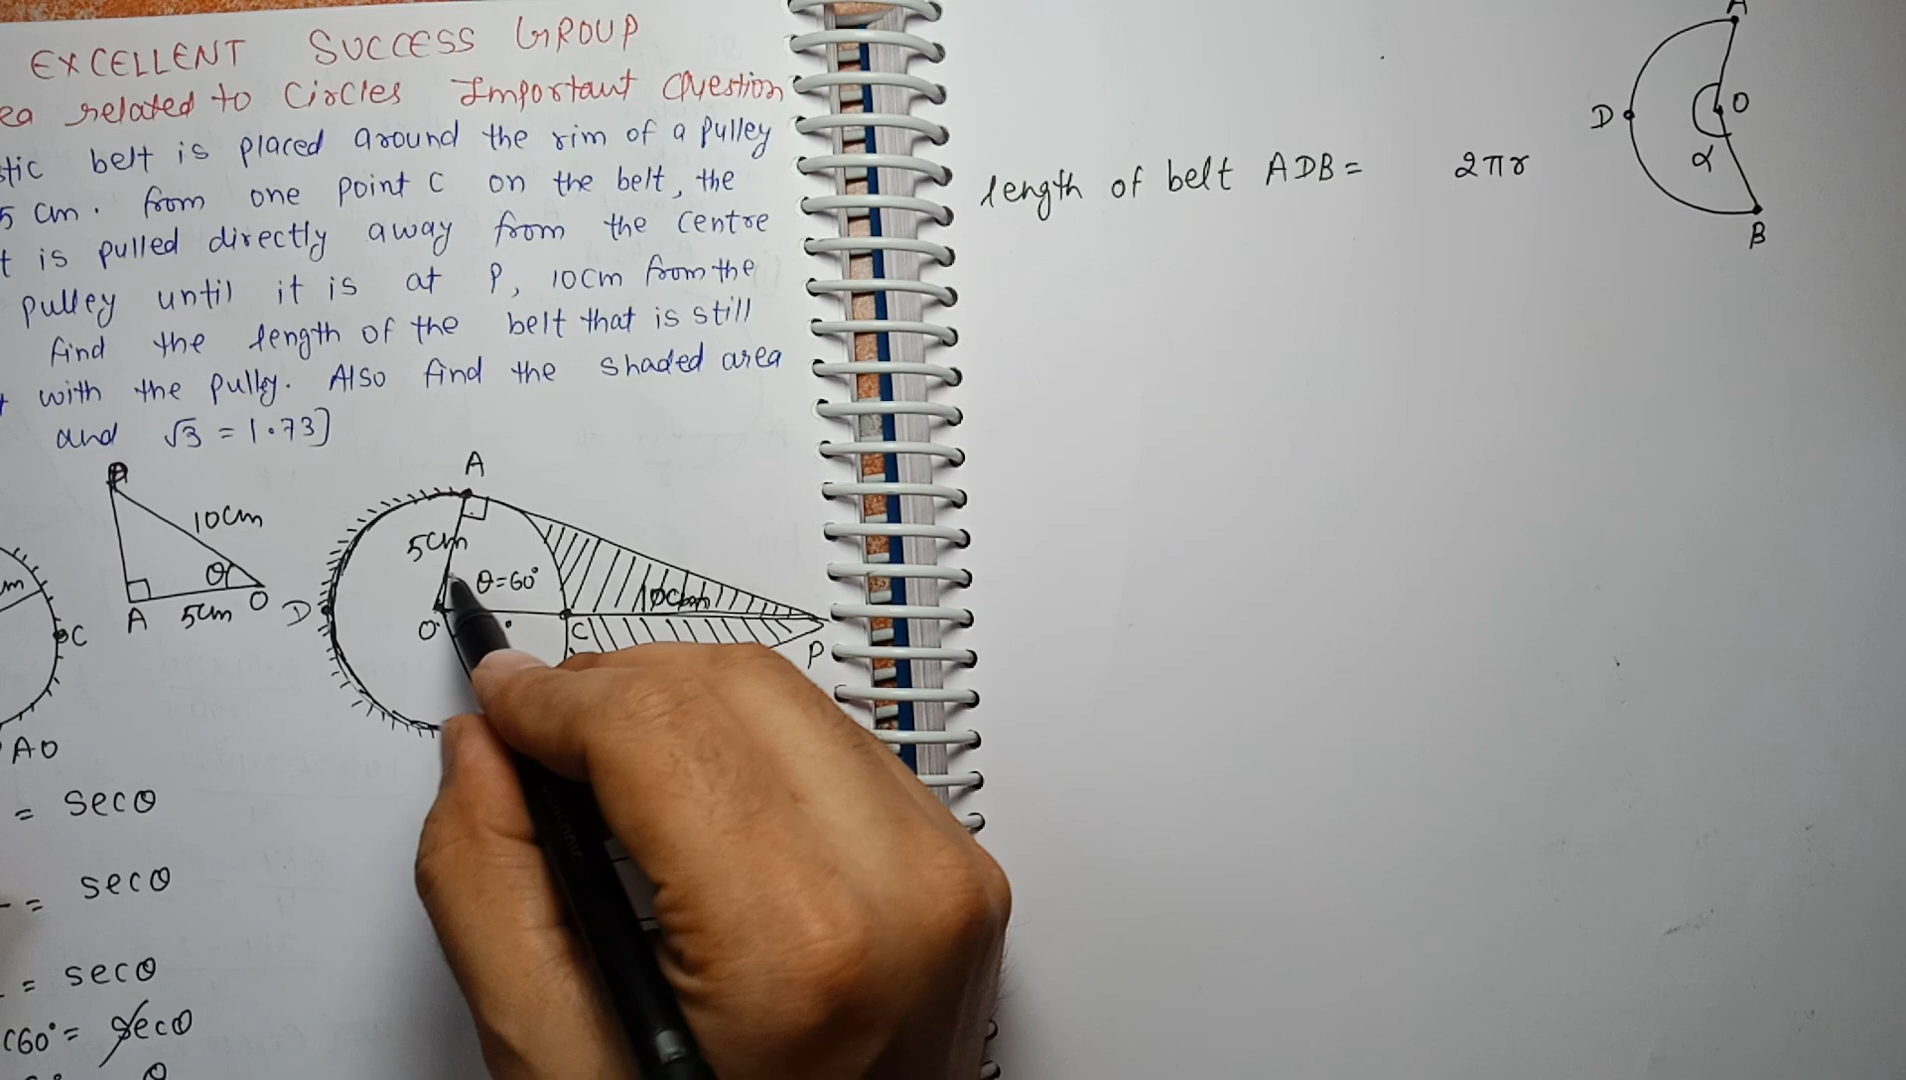 EXCELLENT SUCCESS GROUP
related to Circles Important Question
belt is placed around the rim of a pulley
5 cm. from one point C on the belt, the
is pulled directly away from the centre
pulley until it is at P, 10cm from the
find the length of the belt that is still
with the pulley. Also find the shaded area
and √3 = 1.73]
10cm
θ
A 5cm O
C
AO
= secθ
= secθ
= secθ
60° = secθ
θ
A
5cm
θ=60°
D
O
C
P
length of belt ADB = 2πr
A
D
O
α
B